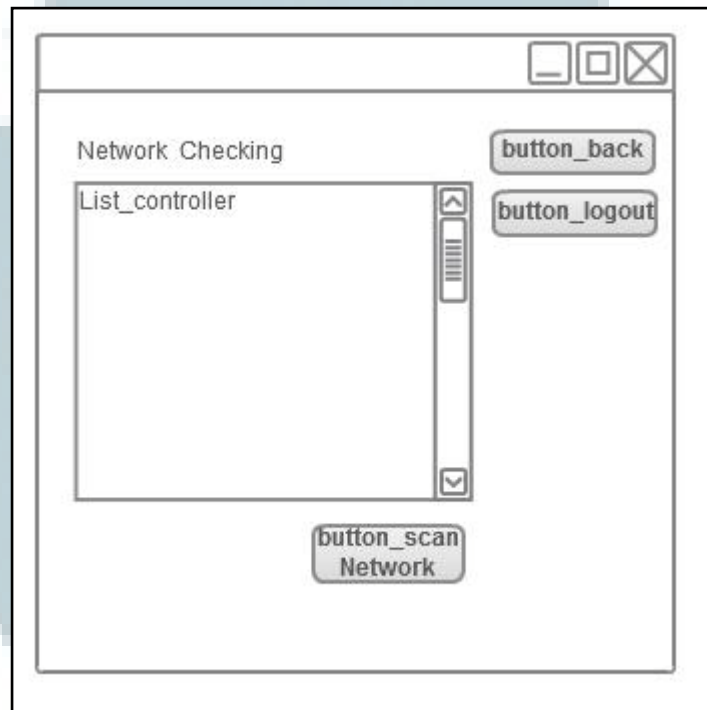 Network Checking
button_back
List_controller
button_logout
button_scan
Network